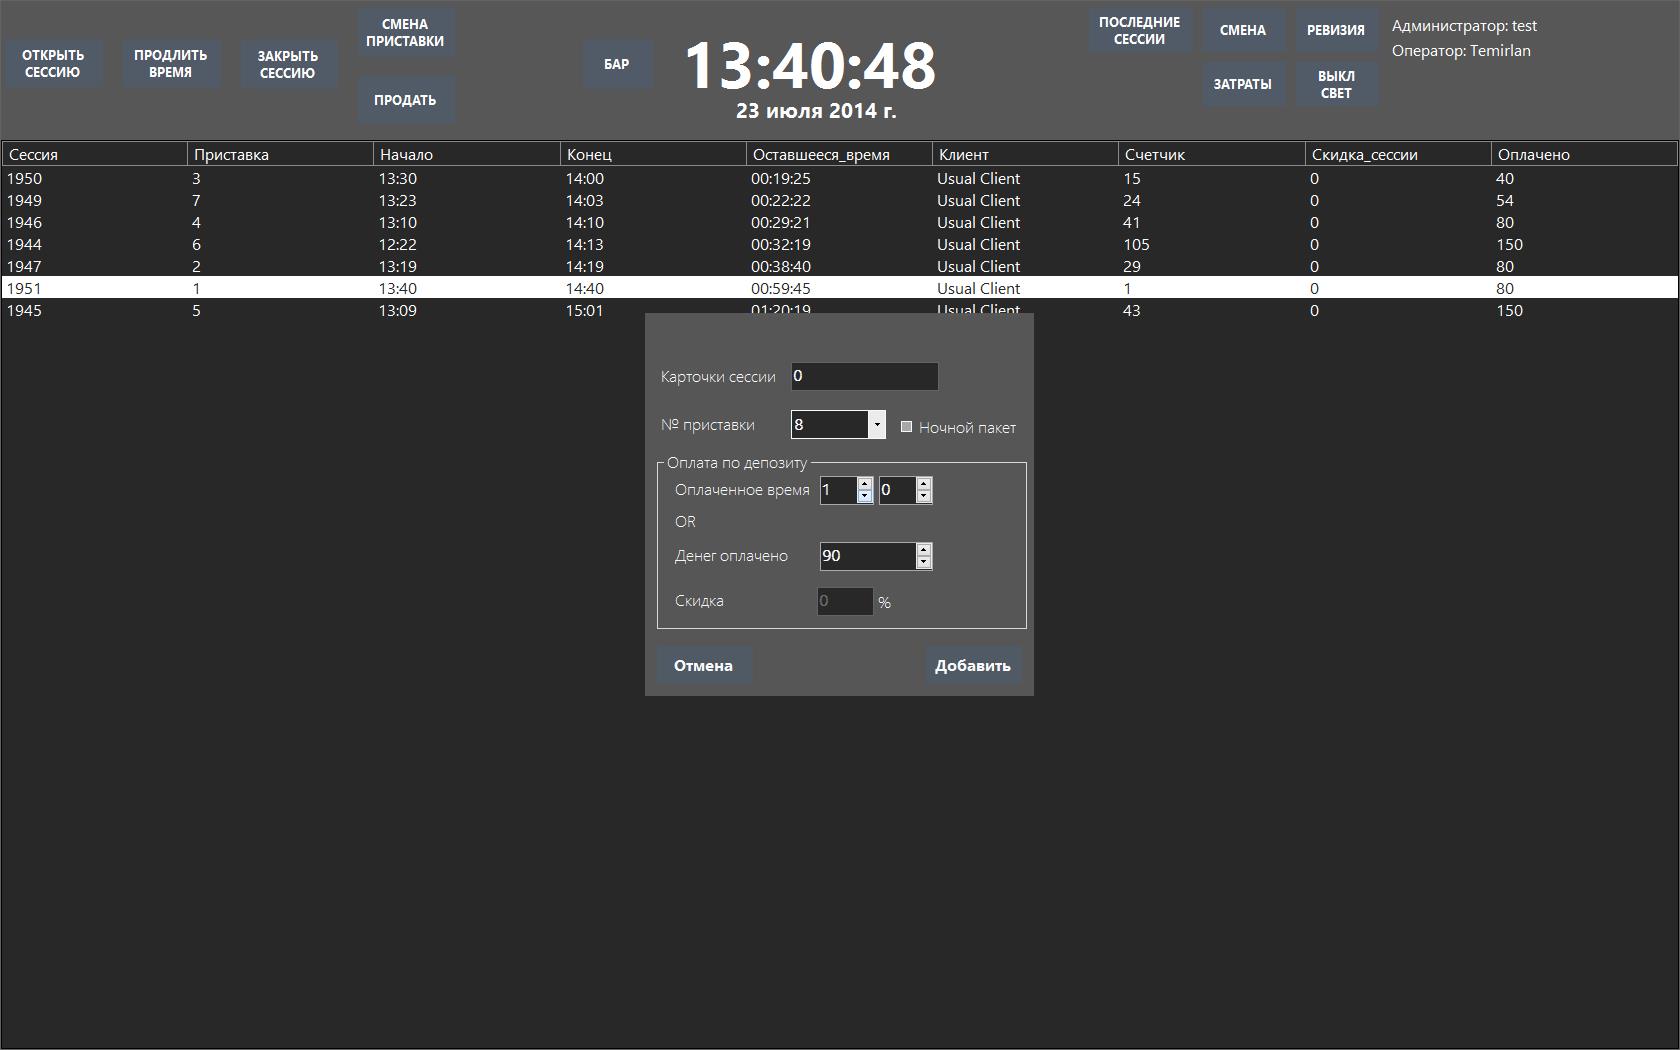 ОТКРЫТЬ
СЕССИЮ
ПРОДЛИТЬ
ВРЕМЯ
ЗАКРЫТЬ
СЕССИЮ
СМЕНА
ПРИСТАВКИ
ПРОДАТЬ
БАР
13:40:48
23 июля 2014 г.
ПОСЛЕДНИЕ
СЕССИИ
СМЕНА
РЕВИЗИЯ
ЗАТРАТЫ
ВЫКЛ
СВЕТ
Администратор: test
Оператор: Temirlan
Сессия Приставка Начало Конец Оставшееся_время Клиент Счетчик Скидка_сессии Оплачено
1950 3 13:30 14:00 00:19:25 Usual Client 15 0 40
1949 7 13:23 14:03 00:22:22 Usual Client 24 0 54
1946 4 13:10 14:10 00:29:21 Usual Client 41 0 80
1944 6 12:22 14:13 00:32:19 Usual Client 105 0 150
1947 2 13:19 14:19 00:38:40 Usual Client 29 0 80
1951 1 13:40 14:40 00:59:45 Usual Client 1 0 80
1945 5 13:09 15:01 01:20:19 Usual Client 43 0 150
Карточки сессии 0
№ приставки 8 Ночной пакет
Оплата по депозиту
Оплаченное время 1 0
OR
Денег оплачено 90
Скидка 0 %
Отмена Добавить